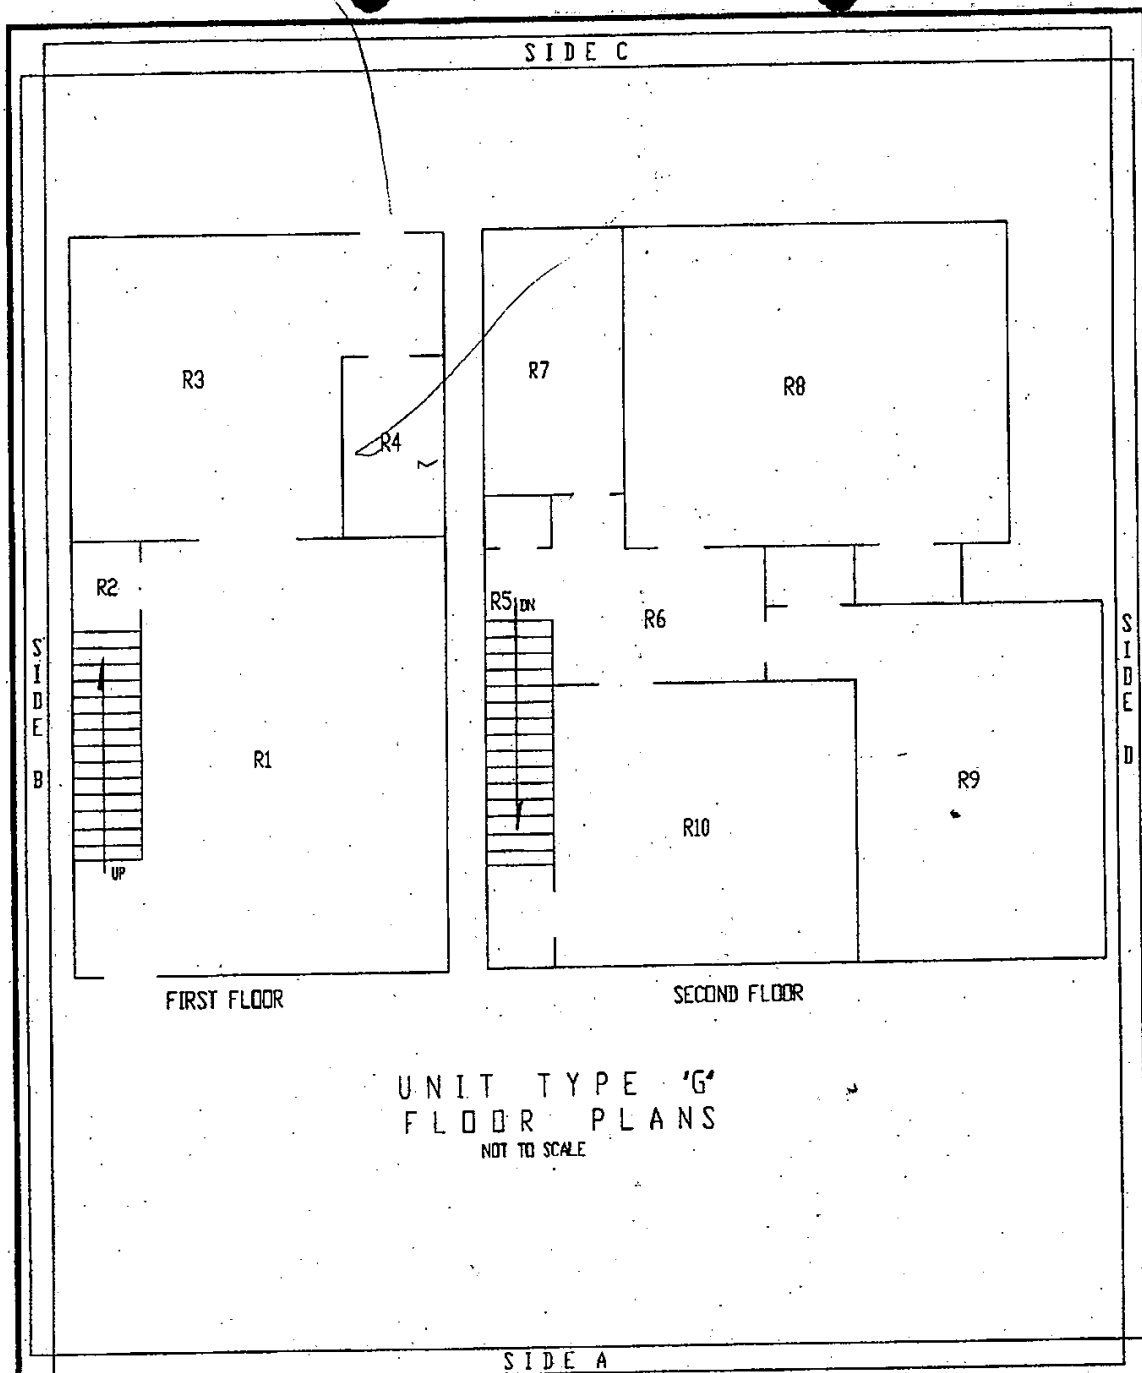 SIDE C
R3
R4
R7
R8
R2
R5
DN
R6
SIDE B
SIDE D
R1
R9
R10
UP
FIRST FLOOR
SECOND FLOOR
UNIT TYPE 'G'
FLOOR PLANS
NOT TO SCALE
SIDE A